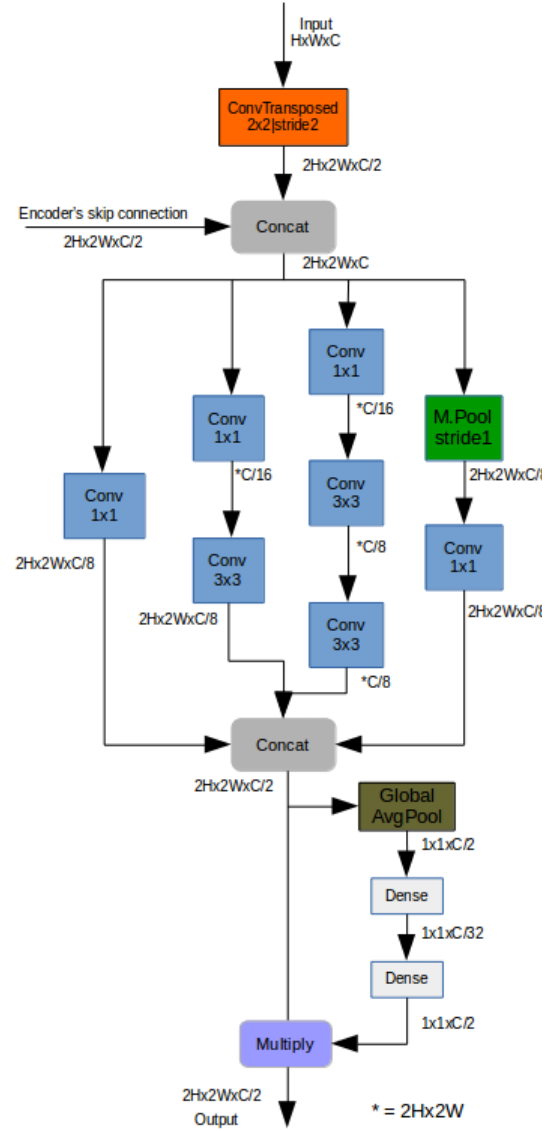 Input
HxWxC
ConvTransposed
2x2|stride2
2Hx2WxC/2
Encoder's skip connection
2Hx2WxC/2
Concat
2Hx2WxC
Conv
1x1
*C/16
Conv
1x1
M.Pool
stride1
*C/16
2Hx2WxC/8
Conv
1x1
Conv
3x3
2Hx2WxC/8
*C/8
Conv
3x3
Conv
1x1
2Hx2WxC/8
2Hx2WxC/8
Conv
3x3
*C/8
Concat
2Hx2WxC/2
Global
AvgPool
1x1xC/2
Dense
1x1xC/32
Dense
1x1xC/2
Multiply
2Hx2WxC/2
Output
* = 2Hx2W